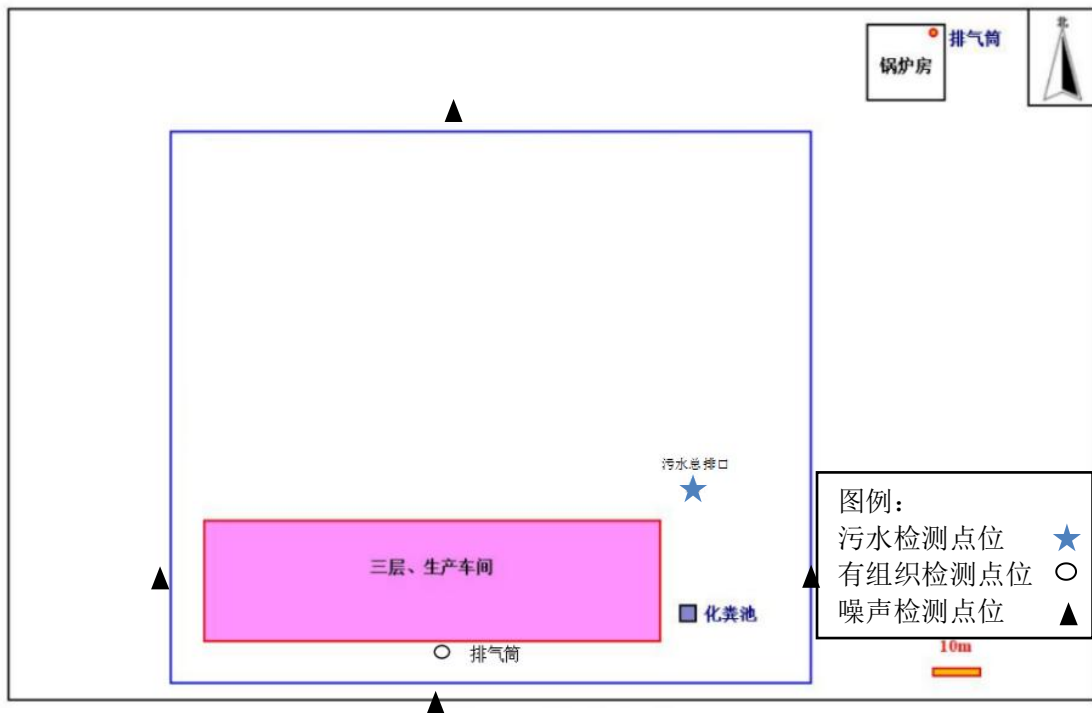 北
排气筒
锅炉房
污水总排口
三层、生产车间
化粪池
排气筒
图例：
污水检测点位
有组织检测点位
噪声检测点位
10m